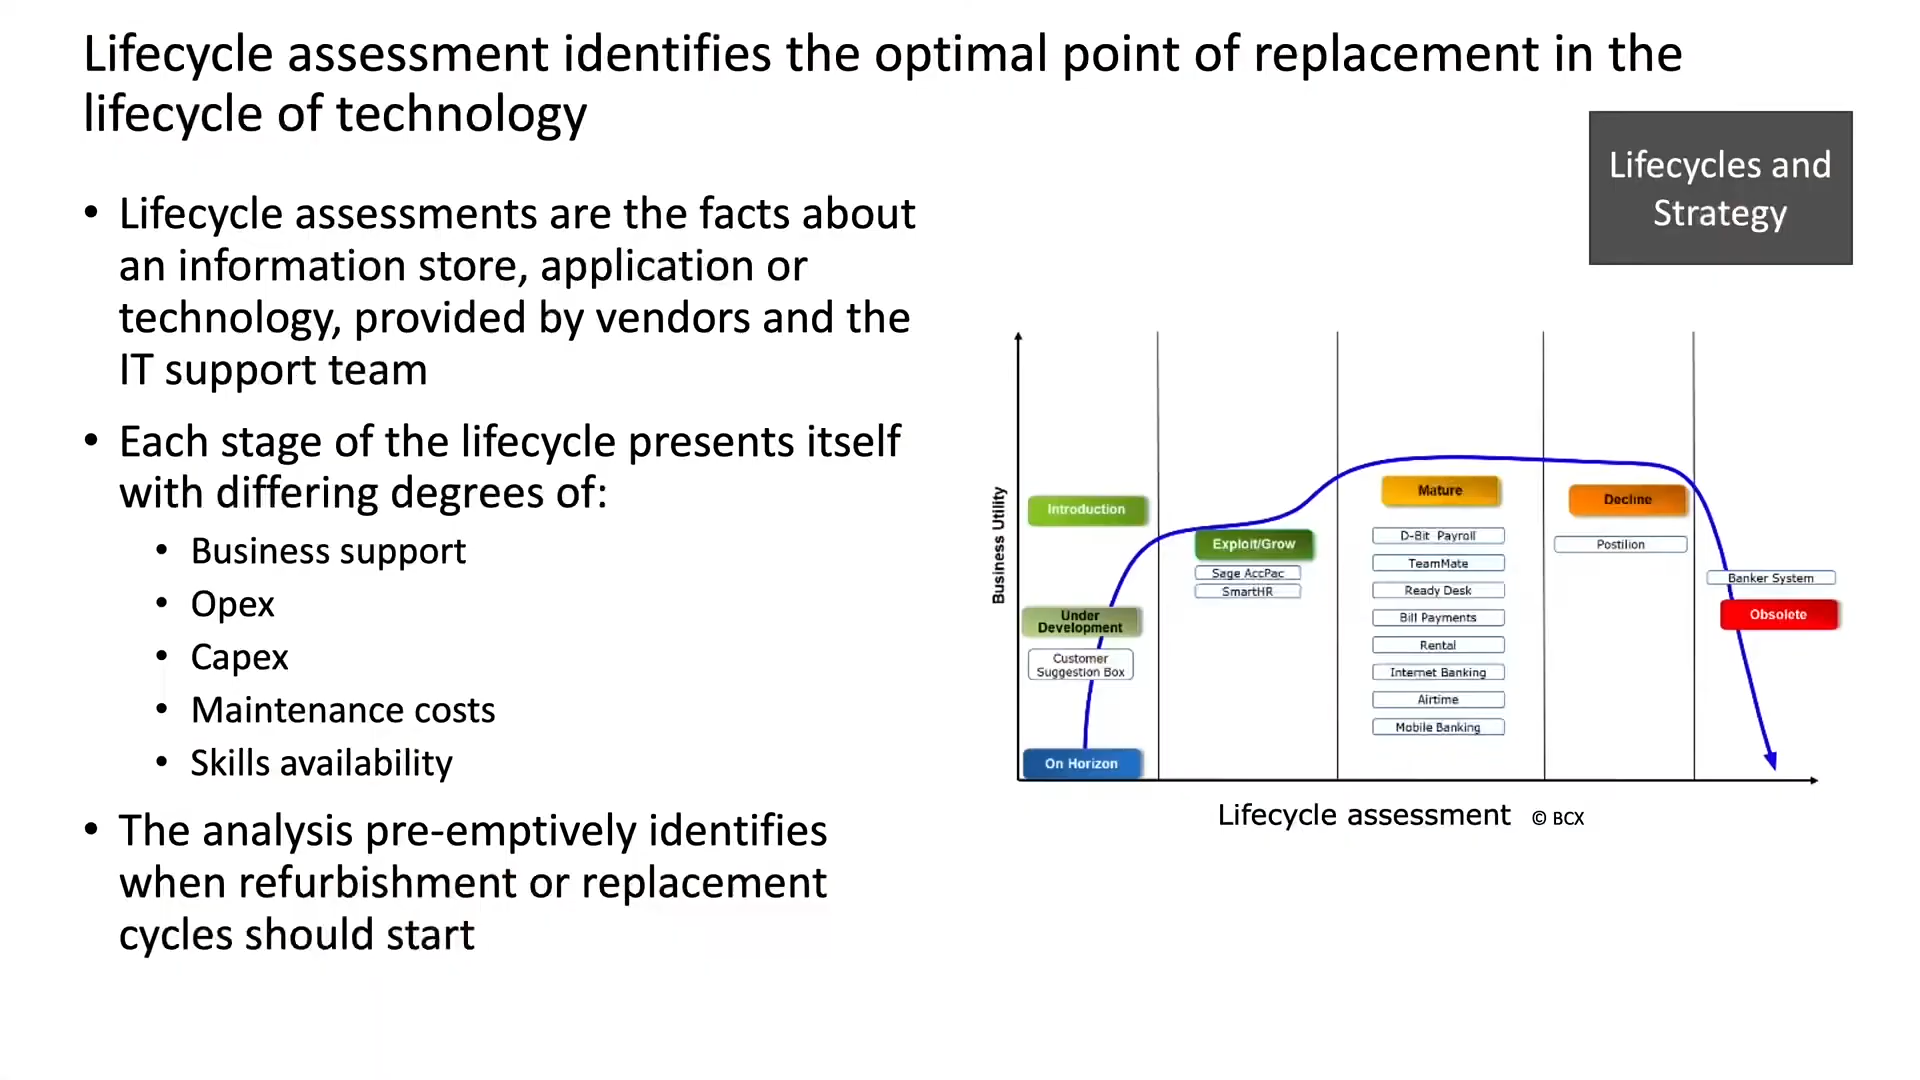 Lifecycle assessment identifies the optimal point of replacement in the
lifecycle of technology
Lifecycles and
Strategy
• Lifecycle assessments are the facts about
an information store, application or
technology, provided by vendors and the
IT support team
• Each stage of the lifecycle presents itself
with differing degrees of:
• Business support
• Opex
• Capex
• Maintenance costs
• Skills availability
• The analysis pre-emptively identifies
when refurbishment or replacement
cycles should start
Business Utility
Introduction
Under
Development
Customer
Suggestion Box
On Horizon
Exploit/Grow
Sage AccPac
SmartHR
Mature
D-Bit Payroll
TeamMate
Ready Desk
Bill Payments
Rental
Internet Banking
Airtime
Mobile Banking
Decline
Postilion
Banker System
Obsolete
Lifecycle assessment © BCX